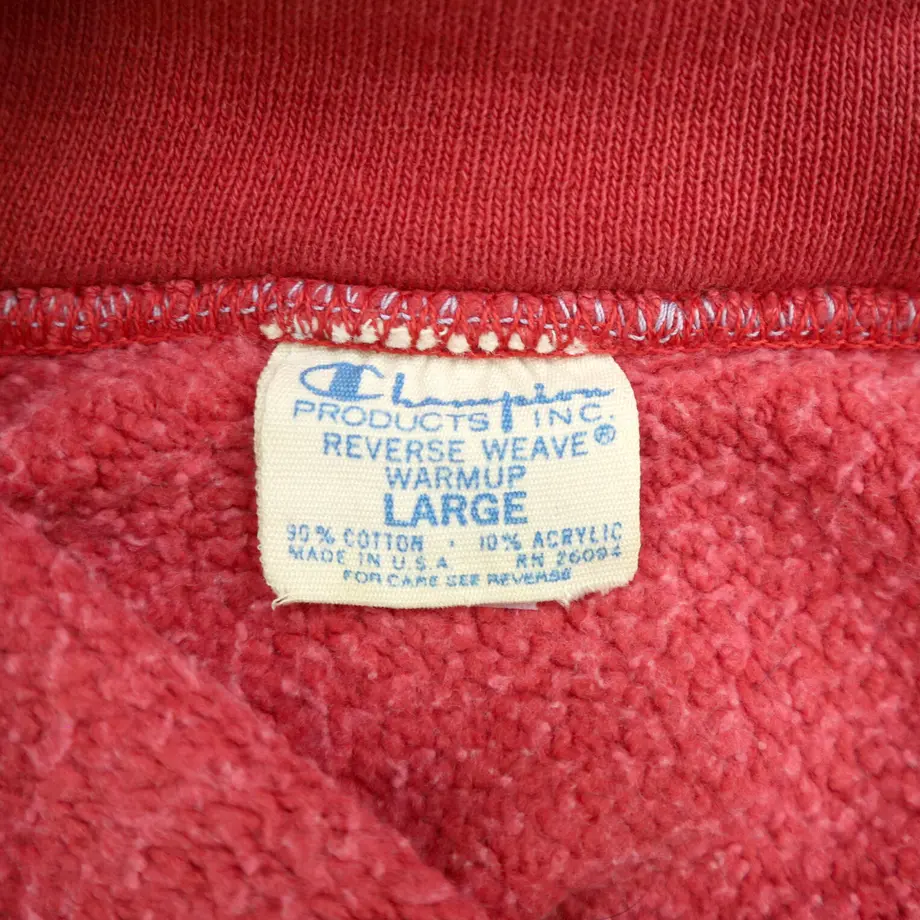 Champion
PRODUCTS INC.
REVERSE WEAVE®
WARMUP
LARGE
90% COTTON · 10% ACRYLIC
MADE IN U.S.A. RN 26094
FOR CARE SEE REVERSE